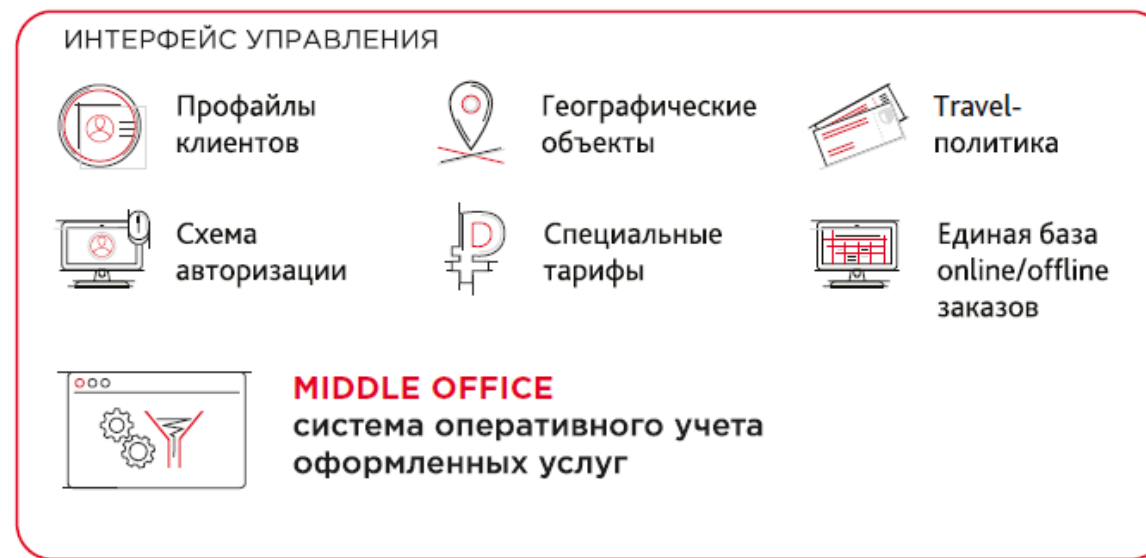 ИНТЕРФЕЙС УПРАВЛЕНИЯ
Профайлы
клиентов
Географические
объекты
Travel-
политика
Схема
авторизации
Специальные
тарифы
Единая база
online/offline
заказов
MIDDLE OFFICE
система оперативного учета
оформленных услуг